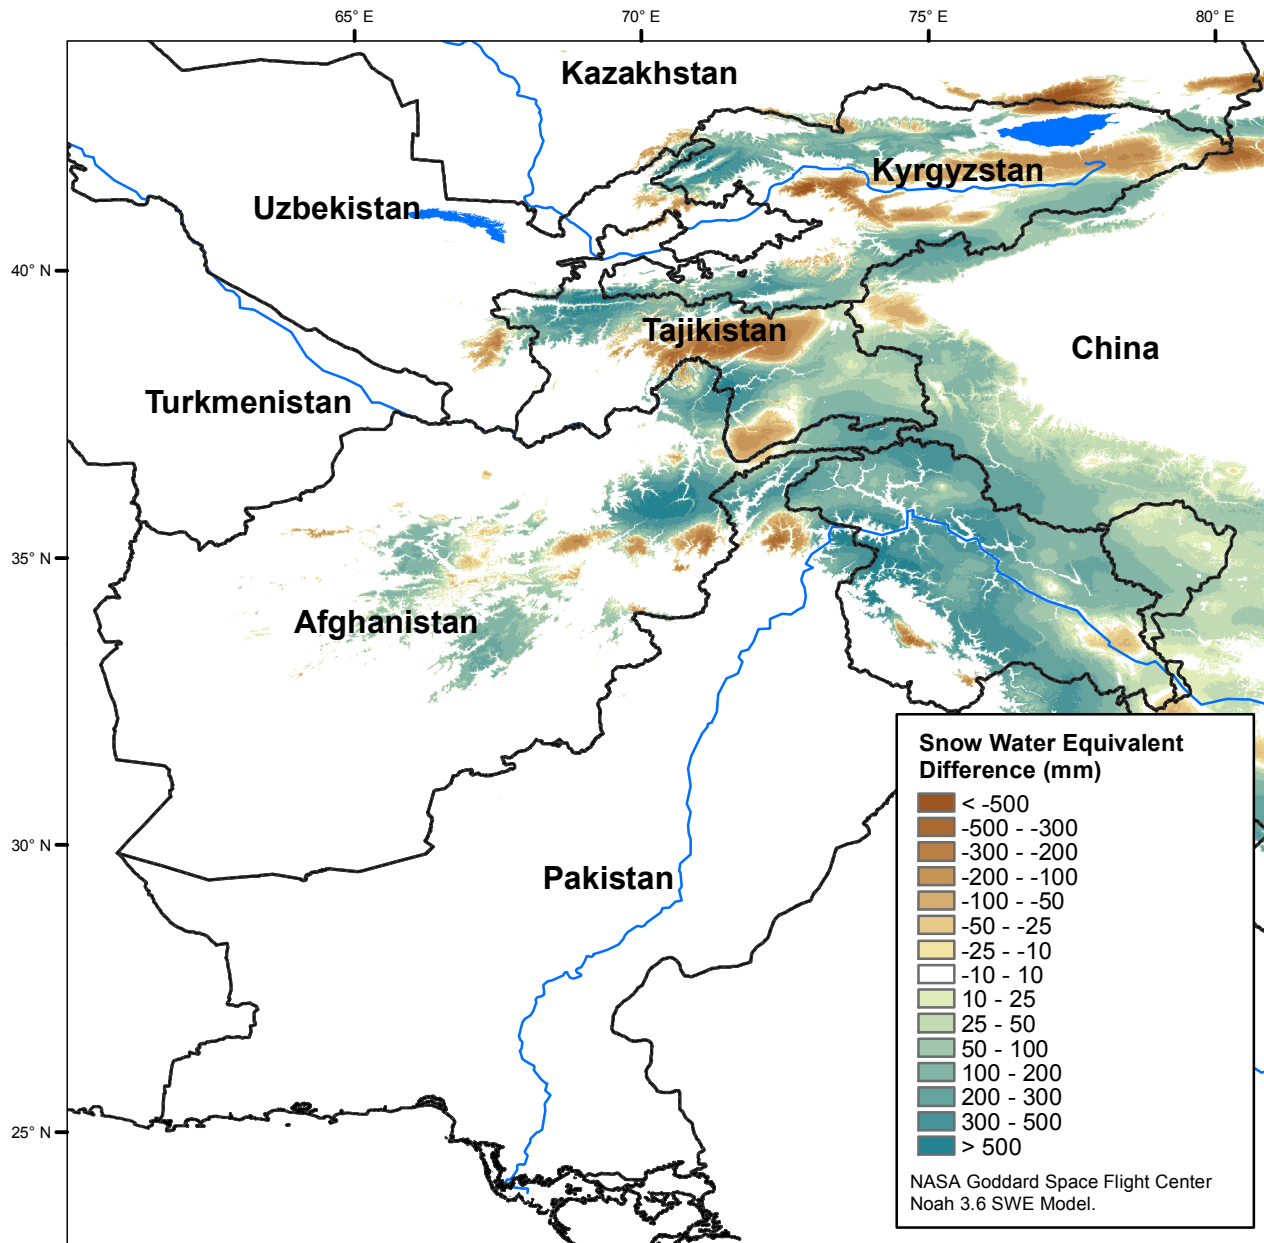 65° E
70° E
75° E
80° E
Kazakhstan
Kyrgyzstan
Uzbekistan
40° N
Tajikistan
China
Turkmenistan
35° N
Afghanistan
Snow Water Equivalent
Difference (mm)
< -500
-500 - -300
-300 - -200
-200 - -100
-100 - -50
-50 - -25
-25 - -10
-10 - 10
10 - 25
25 - 50
50 - 100
100 - 200
200 - 300
300 - 500
> 500
NASA Goddard Space Flight Center
Noah 3.6 SWE Model.
30° N
Pakistan
25° N